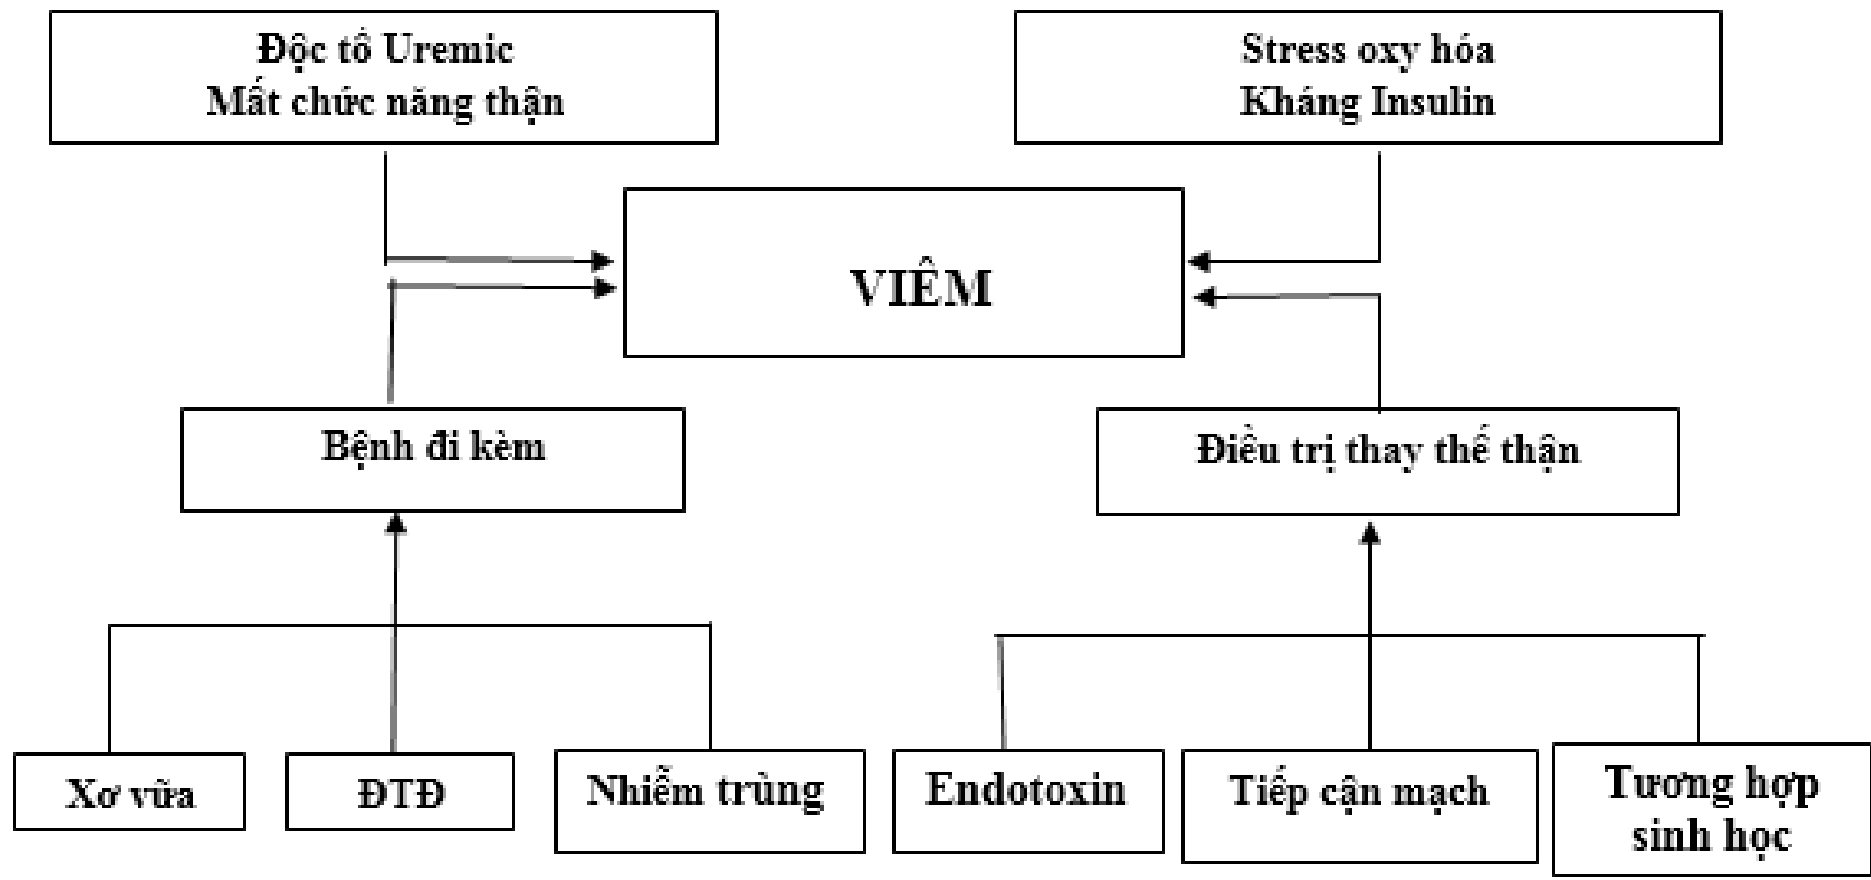 Độc tố Uremic
Mất chức năng thận
Stress oxy hóa
Kháng Insulin
VIÊM
Bệnh đi kèm
Điều trị thay thế thận
Xơ vữa
ĐTĐ
Nhiễm trùng
Endotoxin
Tiếp cận mạch
Tương hợp
sinh học